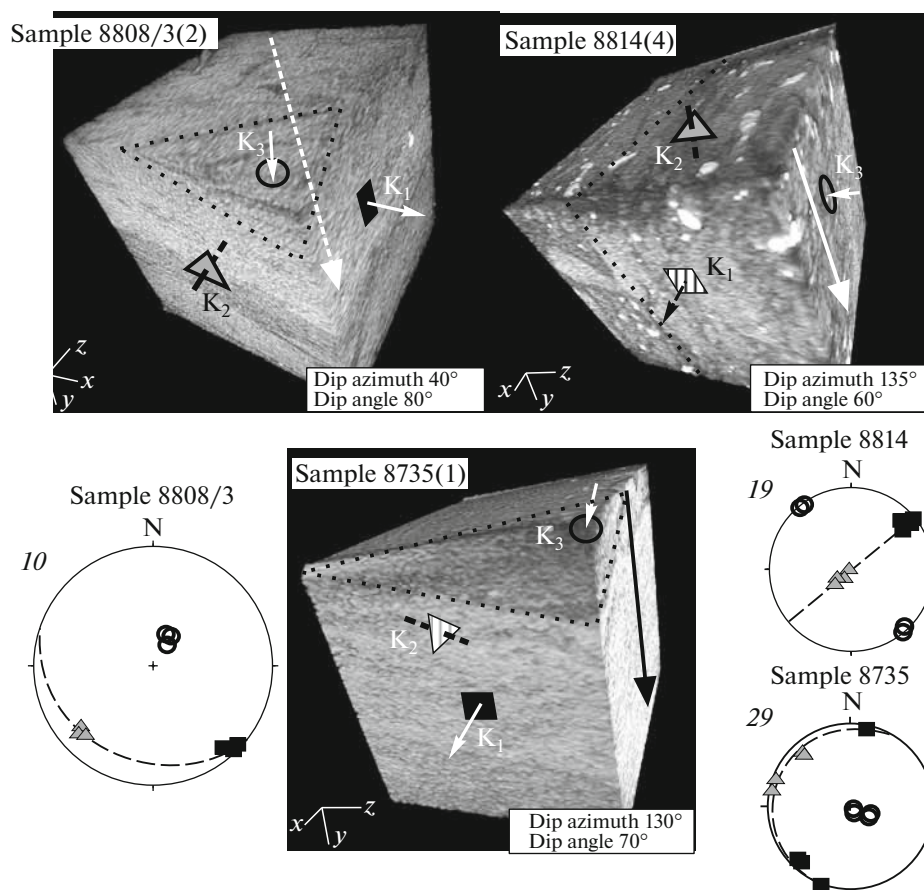 Sample 8808/3(2)
K3
K1
K2
z
x
y
Dip azimuth 40°
Dip angle 80°
Sample 8814(4)
K2
K3
K1
x
z
y
Dip azimuth 135°
Dip angle 60°
Sample 8808/3
N
10
Sample 8735(1)
K3
K2
K1
x
z
y
Dip azimuth 130°
Dip angle 70°
Sample 8814
N
19
Sample 8735
N
29